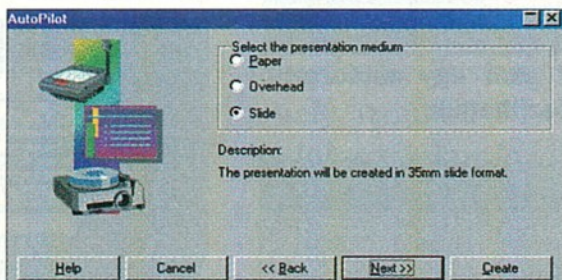 AutoPilot
Select the presentation medium
Paper
Overhead
Slide
Description:
The presentation will be created in 35mm slide format.
Help
Cancel
<< Back
Next >>
Create